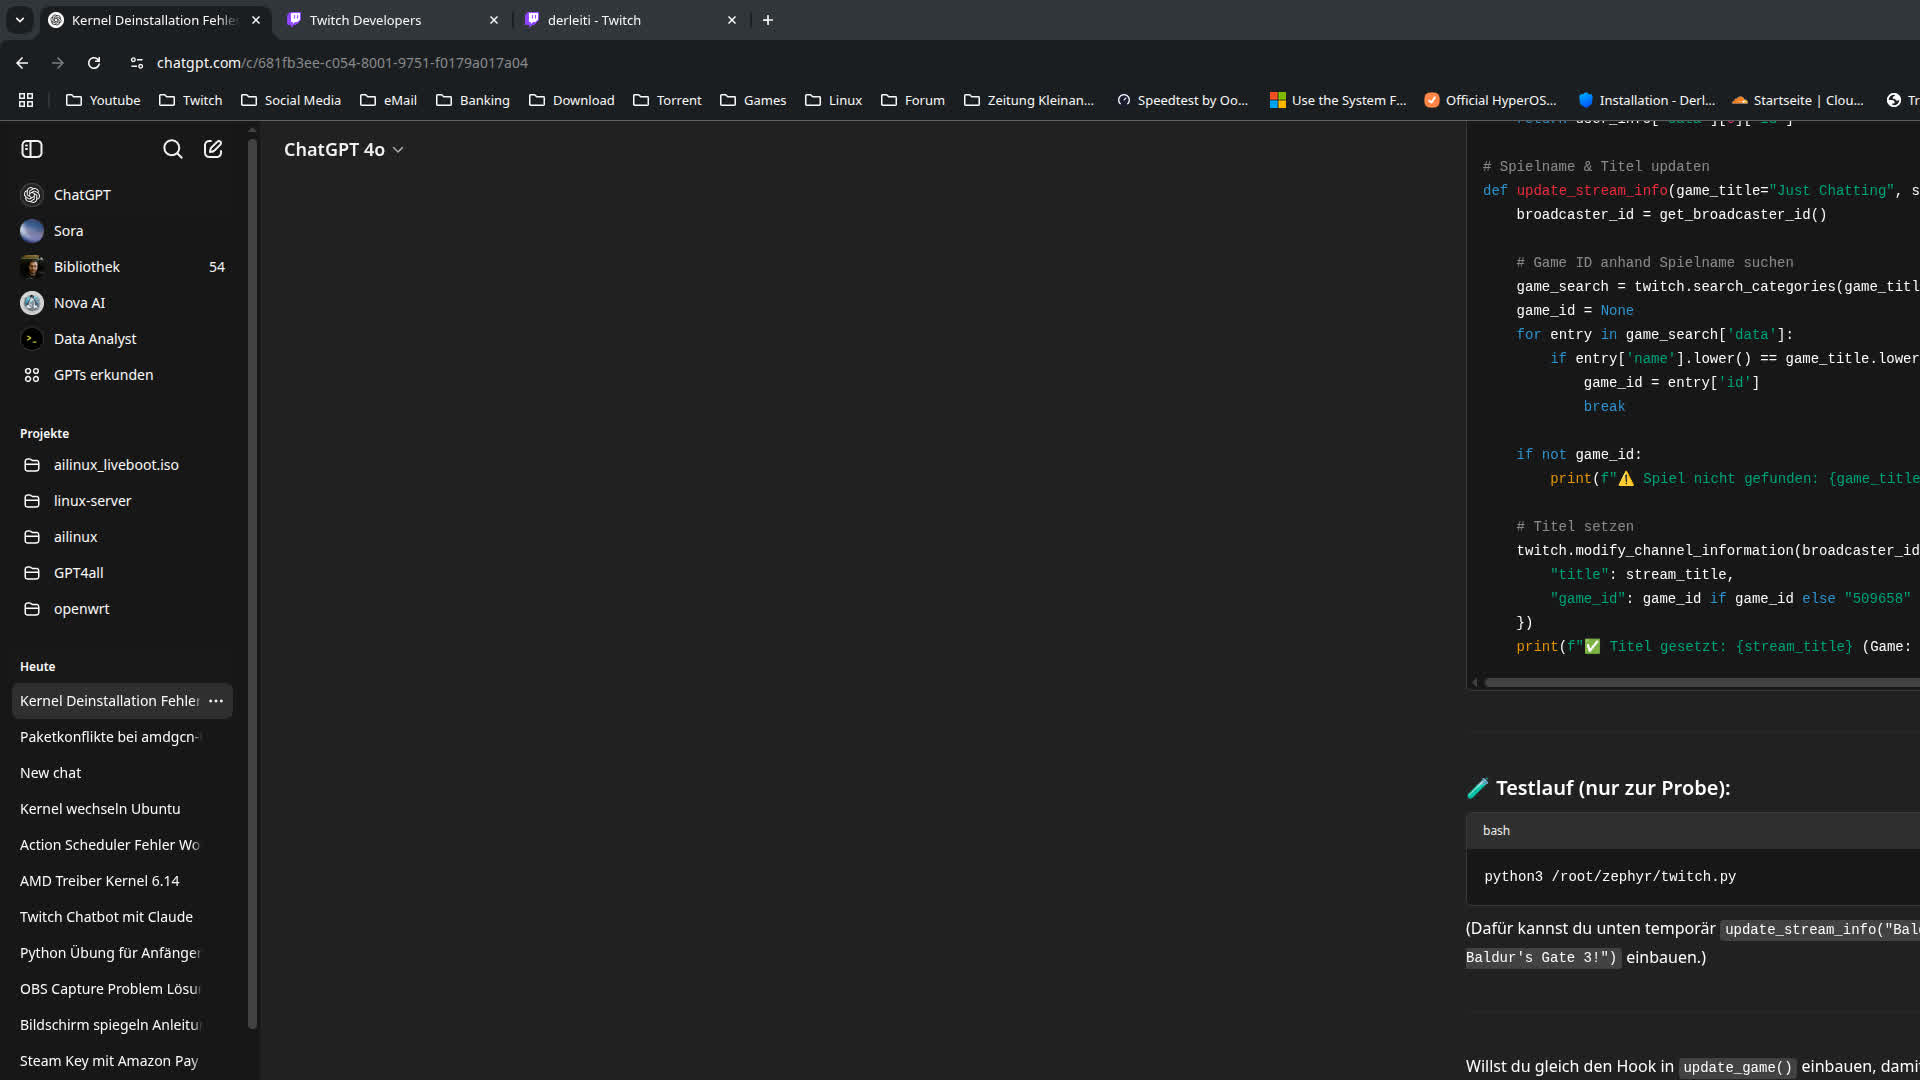 Kernel Deinstallation Fehle
Twitch Developers
derleiti - Twitch
chatgpt.com/c/681fb3ee-c054-8001-9751-f0179a017a04
Youtube
Twitch
Social Media
eMail
Banking
Download
Torrent
Games
Linux
Forum
Zeitung Kleinan...
Speedtest by Oo...
Use the System F...
Official HyperOS...
Installation - Derl...
Startseite | Clou...
Tr
ChatGPT
Sora
Bibliothek 54
Nova AI
Data Analyst
GPTs erkunden
Projekte
ailinux_liveboot.iso
linux-server
ailinux
GPT4all
openwrt
Heute
Kernel Deinstallation Fehler
Paketkonflikte bei amdgcn-
New chat
Kernel wechseln Ubuntu
Action Scheduler Fehler Wo
AMD Treiber Kernel 6.14
Twitch Chatbot mit Claude
Python Übung für Anfänger
OBS Capture Problem Lösu
Bildschirm spiegeln Anleitu
Steam Key mit Amazon Pay
ChatGPT 4o
# Spielname & Titel updaten
def update_stream_info(game_title="Just Chatting", s
broadcaster_id = get_broadcaster_id()
# Game ID anhand Spielname suchen
game_search = twitch.search_categories(game_titl
game_id = None
for entry in game_search['data']:
if entry['name'].lower() == game_title.lower
game_id = entry['id']
break
if not game_id:
print(f"⚠️ Spiel nicht gefunden: {game_title
# Titel setzen
twitch.modify_channel_information(broadcaster_id
"title": stream_title,
"game_id": game_id if game_id else "509658"
})
print(f"✅ Titel gesetzt: {stream_title} (Game:
🧪 Testlauf (nur zur Probe):
bash
python3 /root/zephyr/twitch.py
(Dafür kannst du unten temporär update_stream_info("Bal
Baldur's Gate 3!") einbauen.)
Willst du gleich den Hook in update_game() einbauen, dami